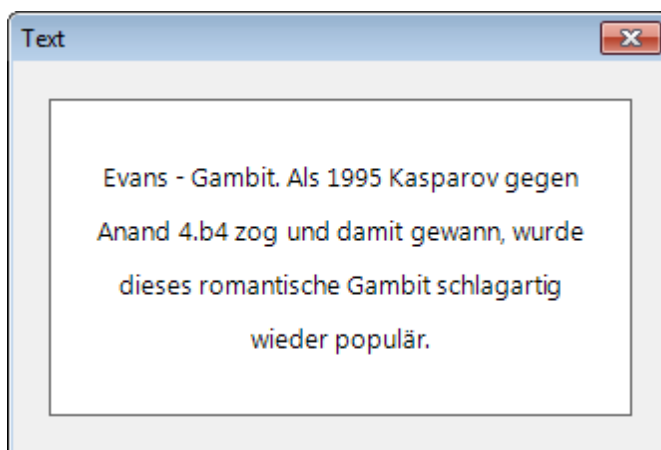 Text
Evans - Gambit. Als 1995 Kasparov gegen
Anand 4.b4 zog und damit gewann, wurde
dieses romantische Gambit schlagartig
wieder populär.